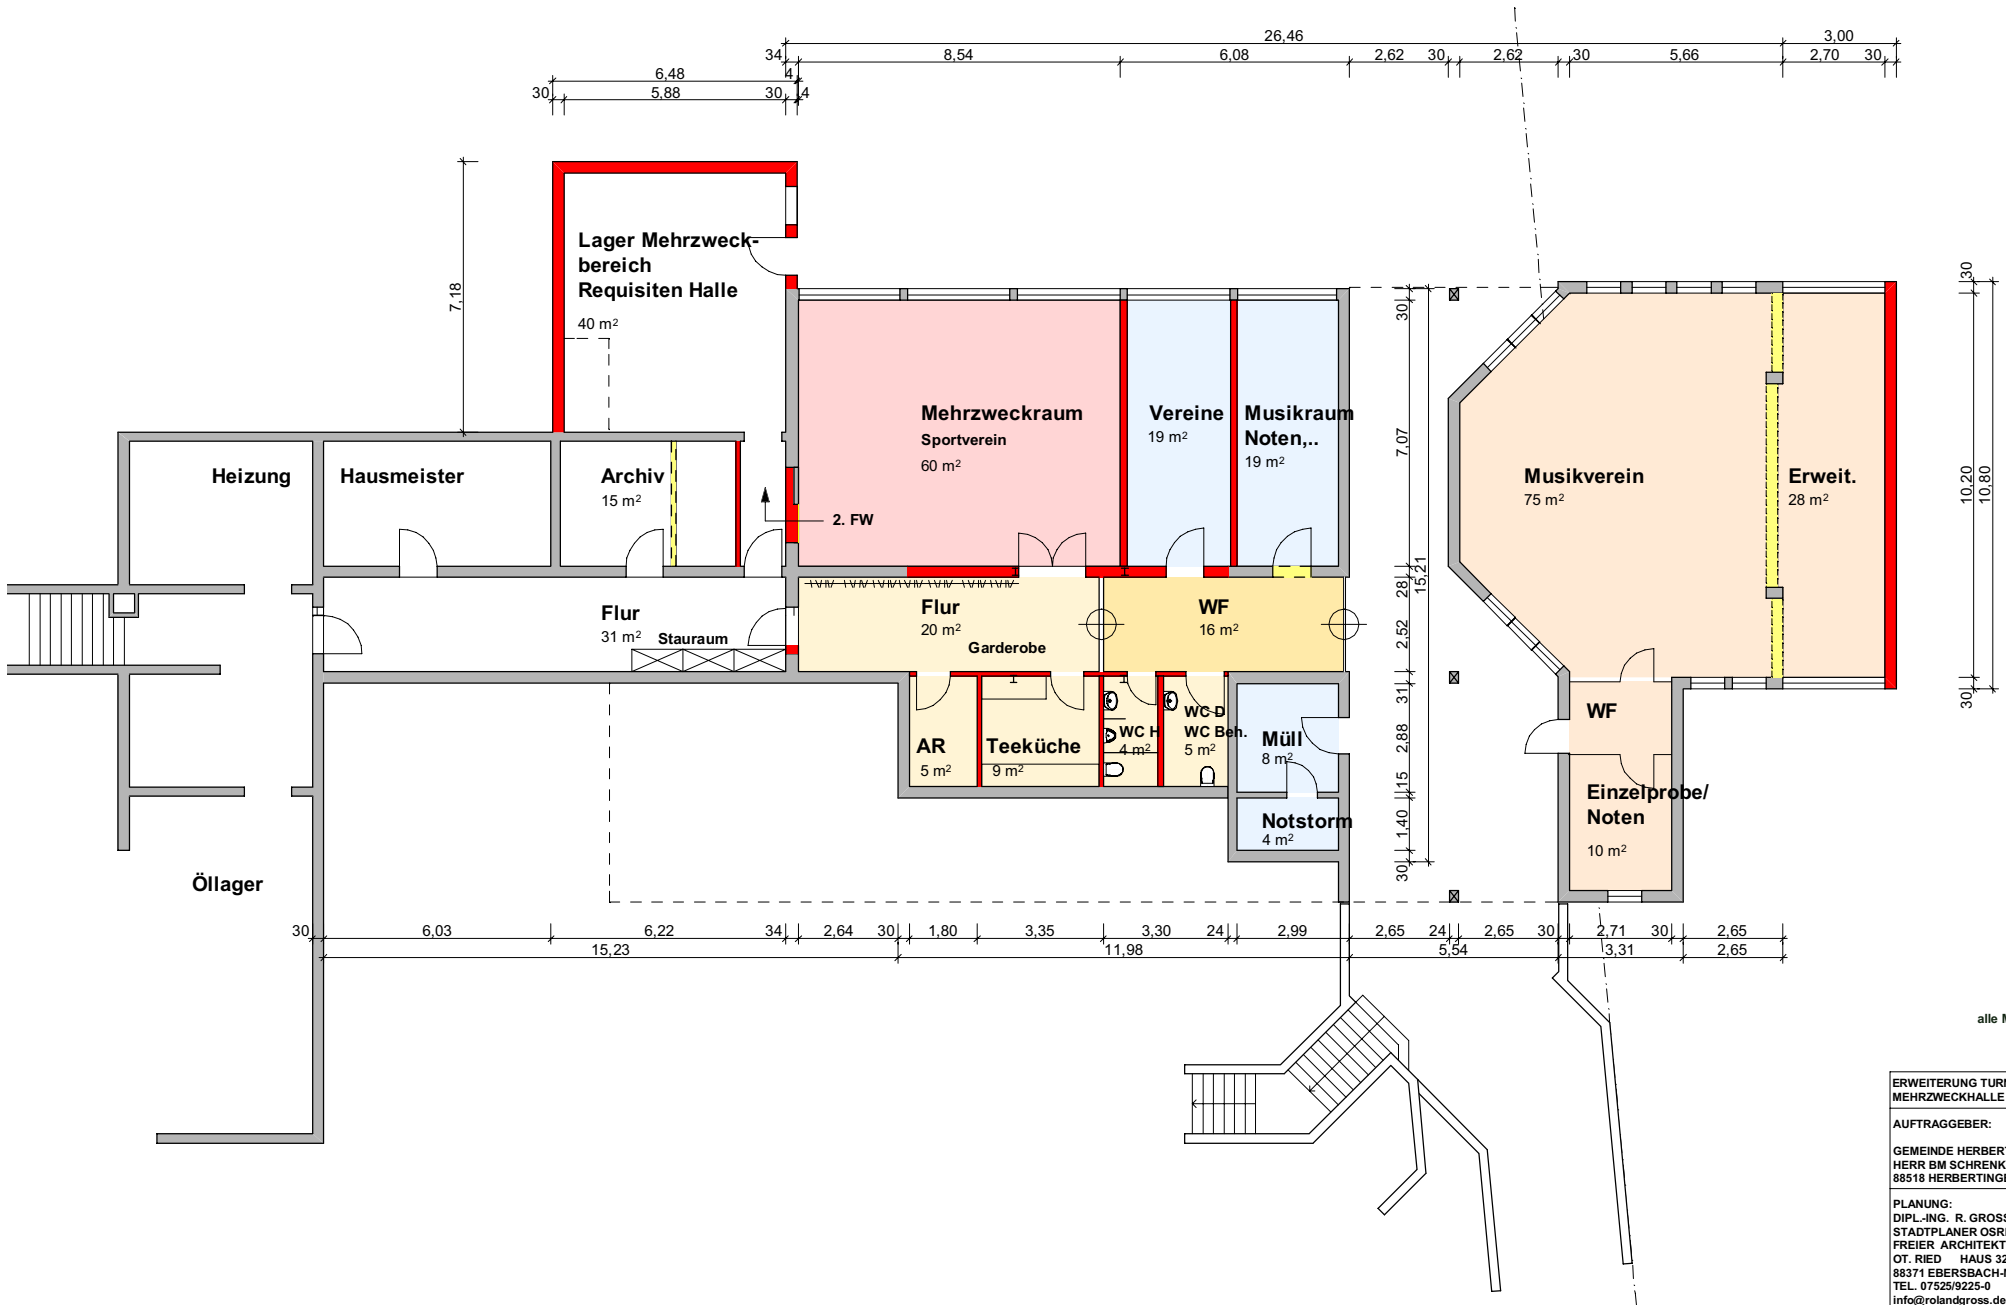 26,46
3,00
34
8,54
6,08
2,62
30
2,62
30
5,66
2,70
30
6,48
4
30
5,88
30
4
7,18
Lager Mehrzweck-
bereich
Requisiten Halle
40 m²
30
30
10,20
10,80
30
Mehrzweckraum
Sportverein
60 m²
Vereine
19 m²
Musikraum
Noten,..
19 m²
7,07
Heizung
Hausmeister
Archiv
15 m²
2. FW
Musikverein
75 m²
Erweit.
28 m²
15,21
28
2,52
31
2,88
15
1,40
30
Flur
31 m²
Stauraum
Flur
20 m²
Garderobe
WF
16 m²
AR
5 m²
Teeküche
9 m²
WC H
4 m²
WC D
WC Beh.
5 m²
Müll
8 m²
Notstorm
4 m²
WF
Einzelprobe/
Noten
10 m²
Öllager
30
6,03
6,22
34
2,64
30
1,80
3,35
3,30
24
2,99
2,65
24
2,65
30
2,71
30
2,65
15,23
11,98
5,54
3,31
2,65
alle
ERWEITERUNG
MEHRZWECKHALLE
AUFTRAGGEBER:
GEMEINDE
HERR BM SCHRENK
88518
PLANUNG:
DIPL.-ING. R. GROSS
STADTPLANER
FREIER ARCHITEKT
OT. RIED HAUS 32
88371
TEL. 07525/9225-0
info@rolandgross.de